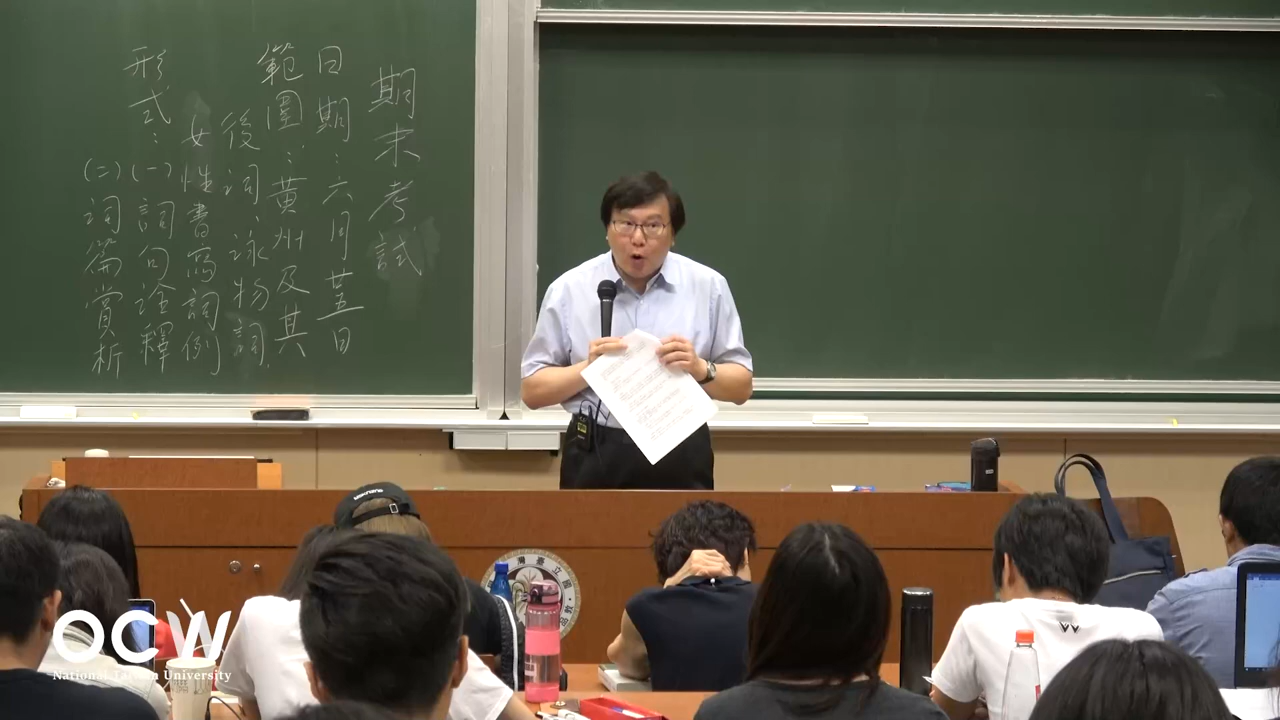 期末考試
日期:六月廿五日
範圍:黃州及其
後詞、詠物詞、
女性書寫詞例
形式:(一)詞句詮釋
(二)詞篇賞析
OCW
National Taiwan University